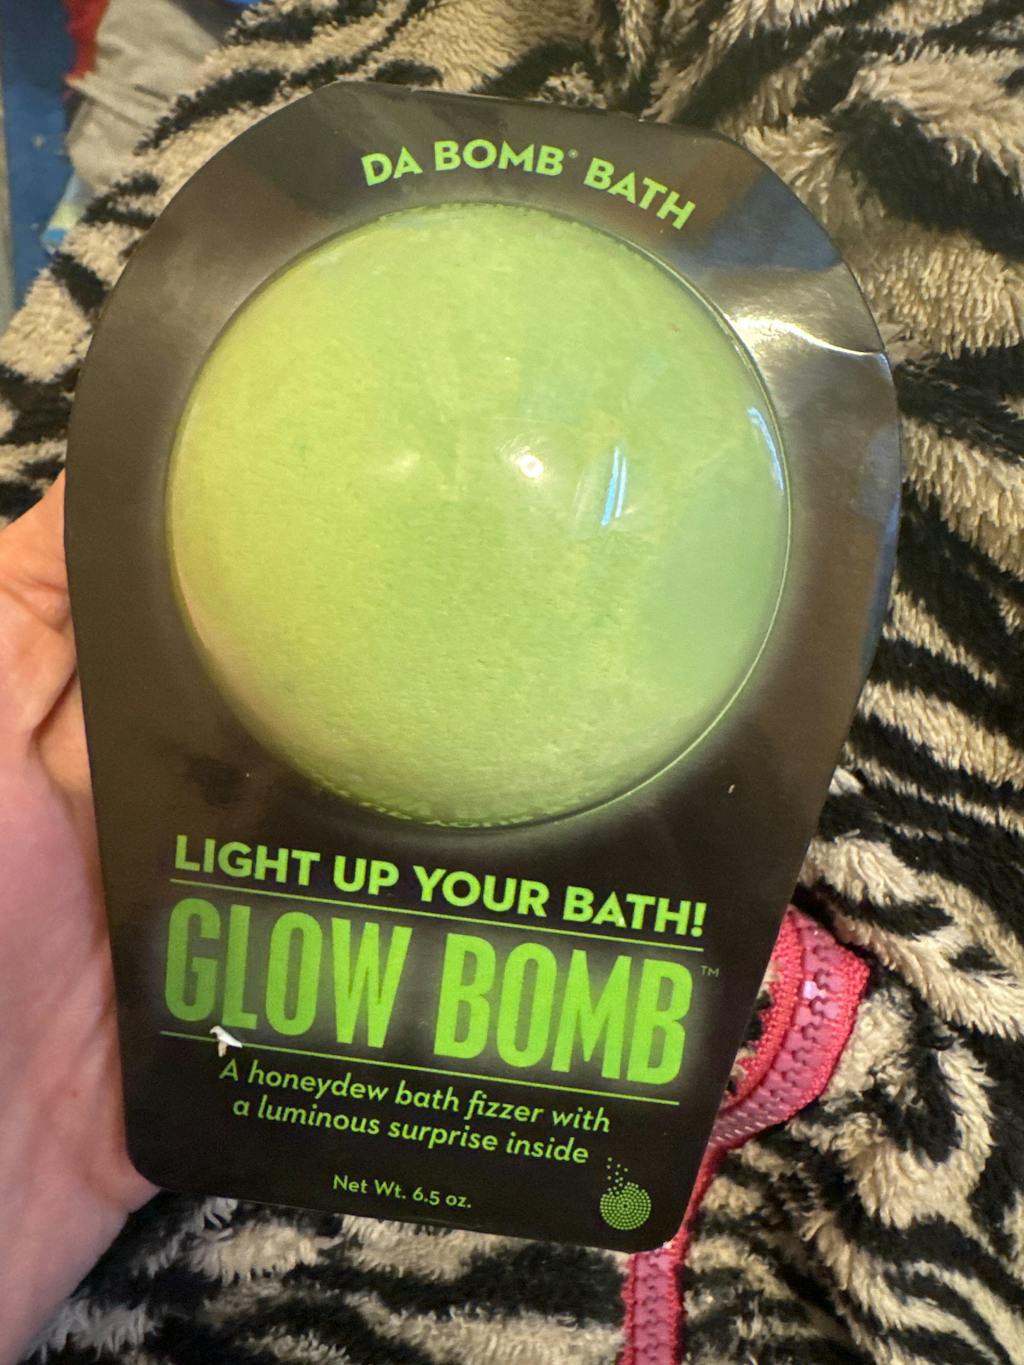 DA BOMB® BATH
LIGHT UP YOUR BATH!
GLOW BOMB™
A honeydew bath fizzer with
a luminous surprise inside
Net Wt. 6.5 oz.